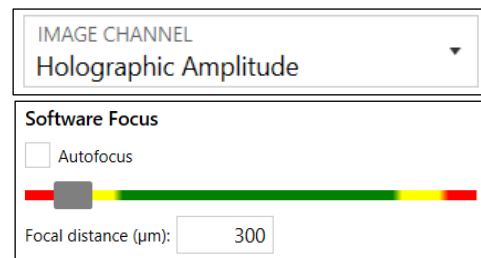 IMAGE CHANNEL
Holographic Amplitude
Software Focus
Autofocus
Focal distance (µm): 300